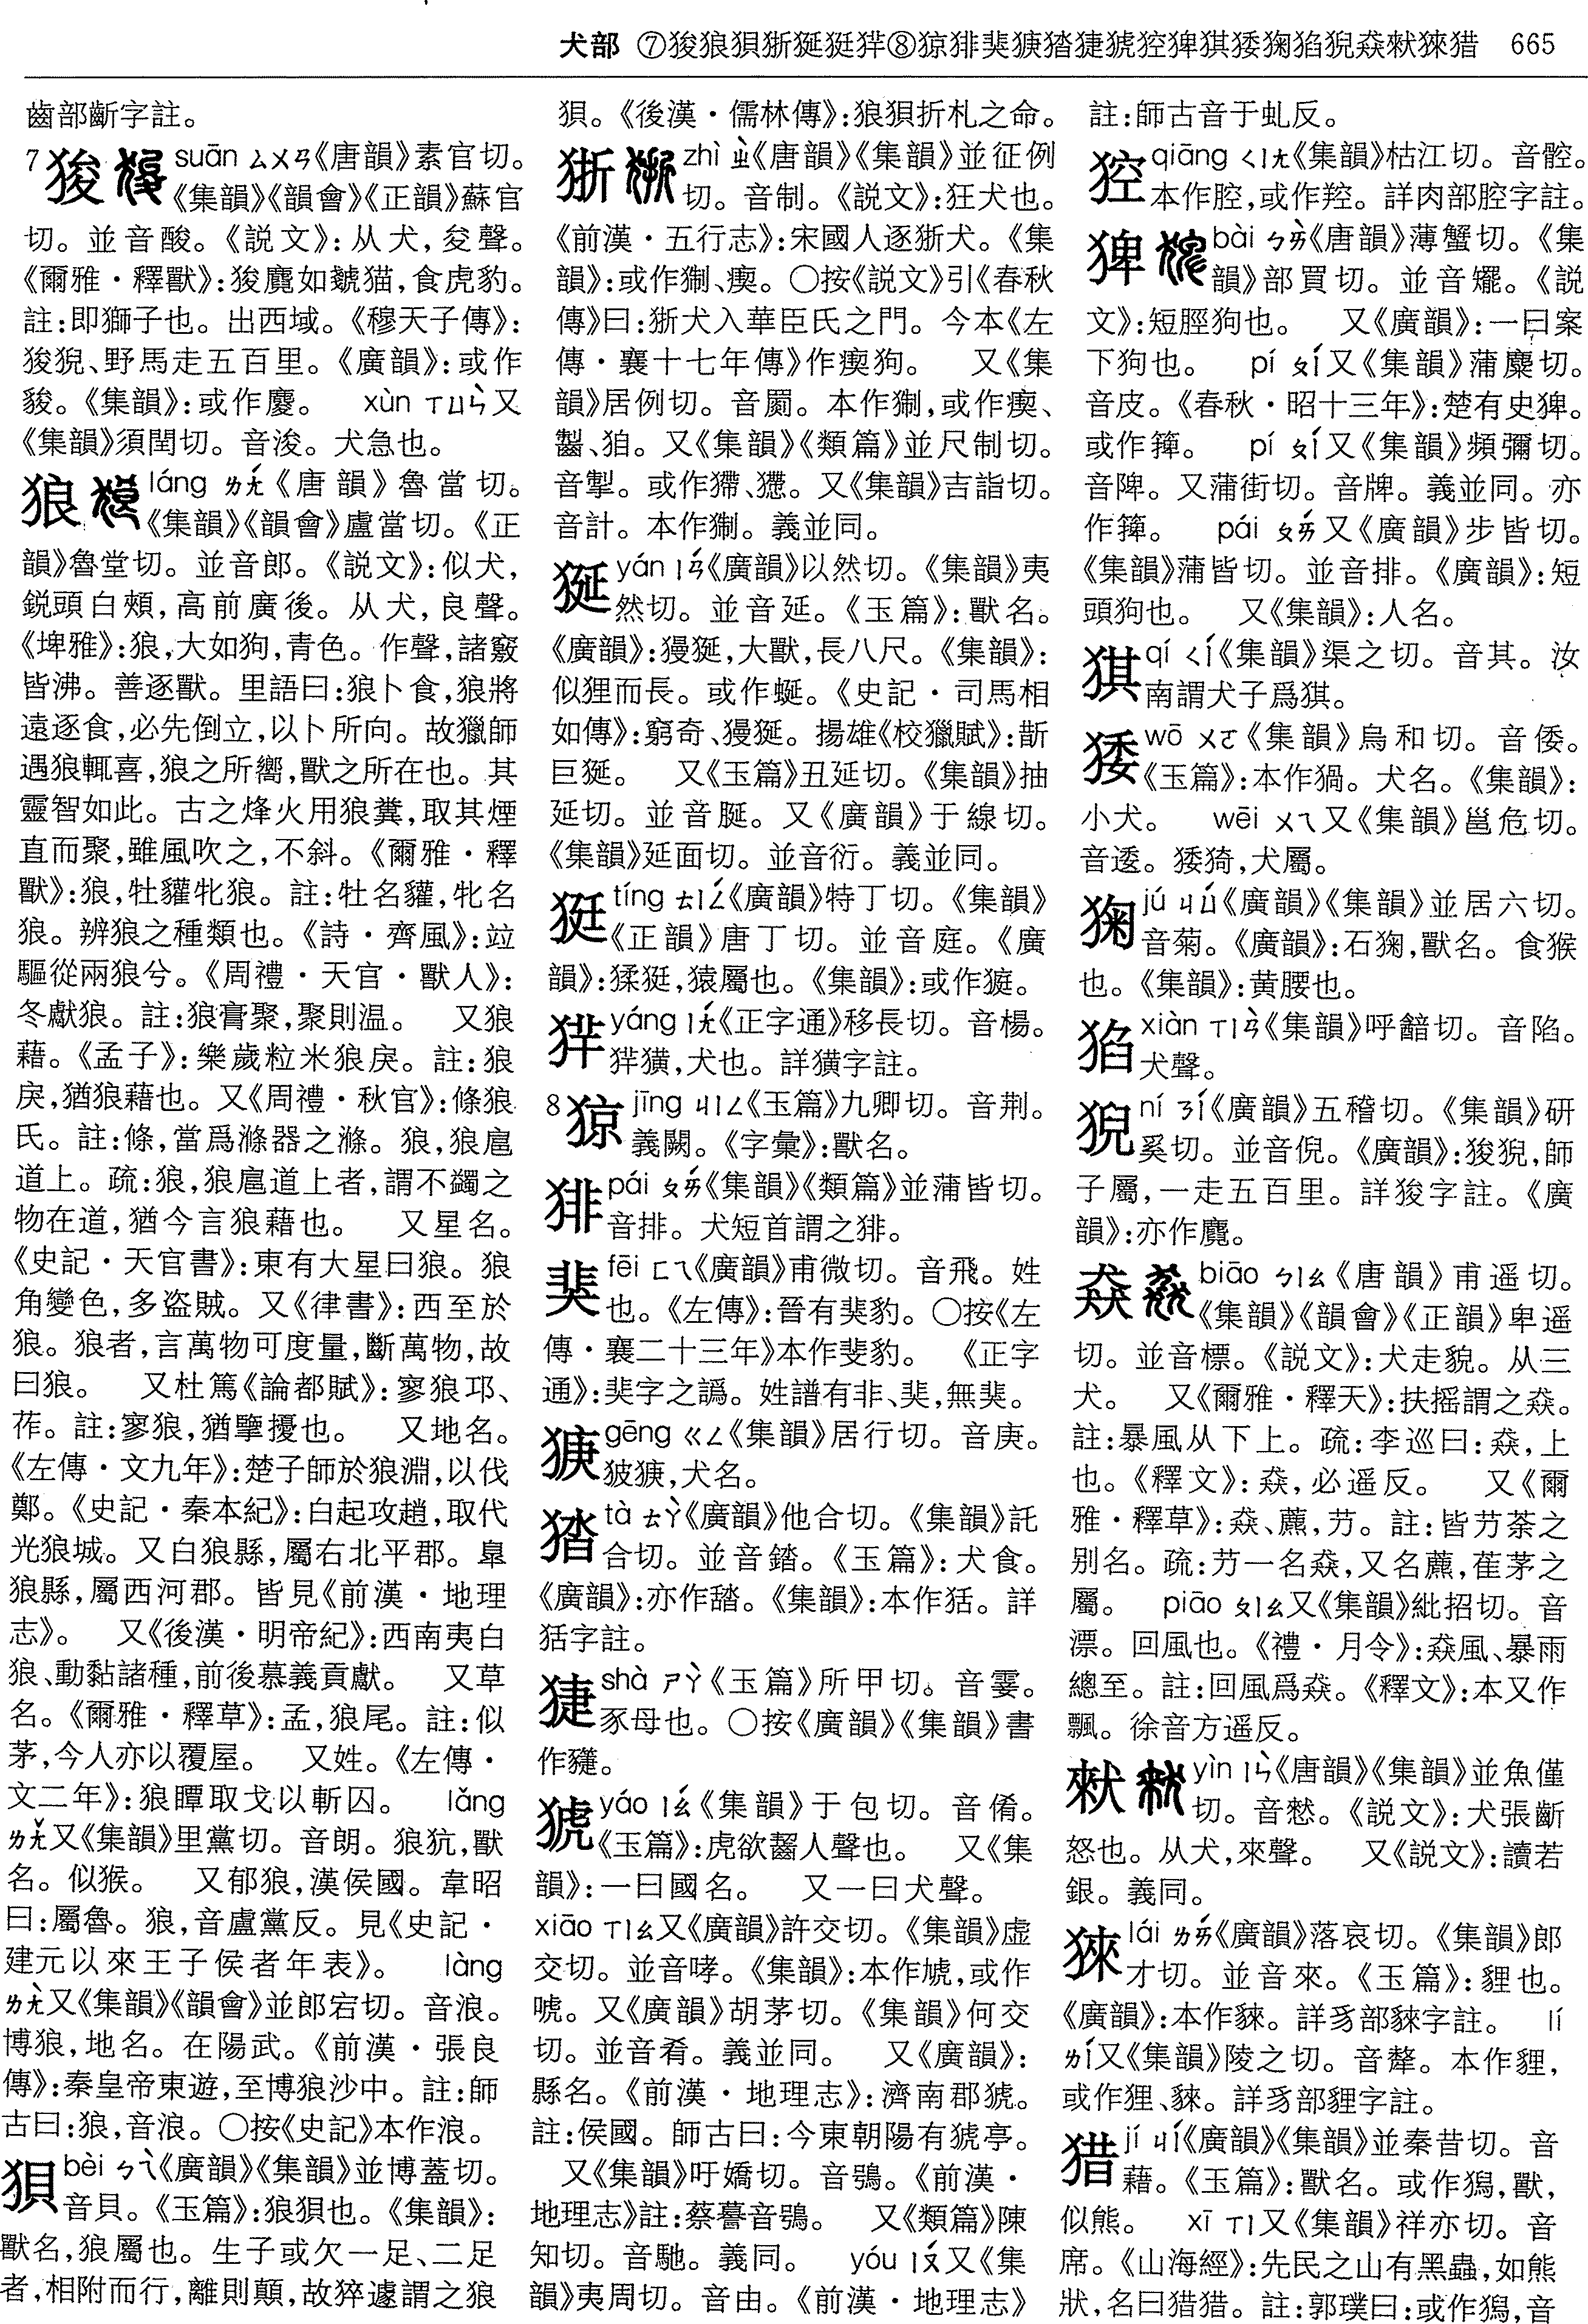 犬部 ⑦狻狼狽狾狿挺𤞞⑧猄猅猆㹹㹺㹱猇控猈猉㹻㹼猲猊猋猌猍猎 665
齒部齗字註。
7 狻 suān ㄙㄨㄢ《唐韻》素官切。
《集韻》《韻會》《正韻》蘇官
切。並音酸。《説文》:从犬,夋聲。
《爾雅·釋獸》:狻麑如虦猫,食虎豹。
註:即獅子也。出西域。《穆天子傳》:
狻猊、野馬走五百里。《廣韻》:或作
𧳯。《集韻》:或作䴌。 xùn ㄒㄩㄣˋ又
《集韻》須閏切。音浚。犬急也。
狼 láng ㄌㄤˊ《唐韻》魯當切。
《集韻》《韻會》盧當切。《正
韻》魯堂切。並音郎。《説文》:似犬,
鋭頭白頰,高前廣後。从犬,良聲。
《埤雅》:狼,大如狗,青色。作聲,諸竅
皆沸。善逐獸。里語曰:狼卜食,狼將
遠逐食,必先倒立,以卜所向。故獵師
遇狼輒喜,狼之所嚮,獸之所在也。其
靈智如此。古之烽火用狼糞,取其煙
直而聚,雖風吹之,不斜。《爾雅·釋
獸》:狼,牡貛牝狼。註:牡名貛,牝名
狼。辨狼之種類也。《詩·齊風》:竝
驅從兩狼兮。《周禮·天官·獸人》:
冬獻狼。註:狼膏聚,聚則温。 又狼
藉。《孟子》:樂歲粒米狼戾。註:狼
戾,猶狼藉也。又《周禮·秋官》:條狼
氏。註:條,當爲滌器之滌。狼,狼扈
道上。疏:狼,狼扈道上者,謂不蠲之
物在道,猶今言狼藉也。 又星名。
《史記·天官書》:東有大星曰狼。狼
角變色,多盜賊。又《律書》:西至於
狼。狼者,言萬物可度量,斷萬物,故
曰狼。 又杜篤《論都賦》:寥狼邛、
莋。註:寥狼,猶擥擾也。 又地名。
《左傳·文九年》:楚子師於狼淵,以伐
鄭。《史記·秦本紀》:白起攻趙,取代
光狼城。又白狼縣,屬右北平郡。皐
狼縣,屬西河郡。皆見《前漢·地理
志》。 又《後漢·明帝紀》:西南夷白
狼、動黏諸種,前後慕義貢獻。 又草
名。《爾雅·釋草》:孟,狼尾。註:似
茅,今人亦以覆屋。 又姓。《左傳·
文二年》:狼瞫取戈以斬囚。 lǎng
ㄌㄤˇ又《集韻》里黨切。音朗。狼犺,獸
名。似猴。 又郁狼,漢侯國。韋昭
曰:屬魯。狼,音盧黨反。見《史記·
建元以來王子侯者年表》。 làng
ㄌㄤˋ又《集韻》《韻會》並郎宕切。音浪。
博狼,地名。在陽武。《前漢·張良
傳》:秦皇帝東遊,至博狼沙中。註:師
古曰:狼,音浪。○按《史記》本作浪。
狽 bèi ㄅㄟˋ《廣韻》《集韻》並博蓋切。
音貝。《玉篇》:狼狽也。《集韻》:
獸名,狼屬也。生子或欠一足、二足
者,相附而行,離則顛,故猝遽謂之狼
狽。《後漢·儒林傳》:狼狽折札之命。
狾 zhì ㄓˋ《唐韻》《集韻》並征例
切。音制。《説文》:狂犬也。
《前漢·五行志》:宋國人逐狾犬。《集
韻》:或作猘、瘈。○按《説文》引《春秋
傳》曰:狾犬入華臣氏之門。今本《左
傳·襄十七年傳》作瘈狗。 又《集
韻》居例切。音罽。本作猘,或作瘈、
䱥、狛。又《集韻》《類篇》並尺制切。
音掣。或作㿃、㹣。又《集韻》吉詣切。
音計。本作猘。義並同。
狿 yán ㄧㄢˊ《廣韻》以然切。《集韻》夷
然切。並音延。《玉篇》:獸名。
《廣韻》:獌狿,大獸,長八尺。《集韻》:
似狸而長。或作蜒。《史記·司馬相
如傳》:窮奇、獌狿。揚雄《校獵賦》:斮
巨狿。 又《玉篇》丑延切。《集韻》抽
延切。並音脠。又《廣韻》于線切。
《集韻》延面切。並音衍。義並同。
㹶 tíng ㄊㄧㄥˊ《廣韻》特丁切。《集韻》
《正韻》唐丁切。並音庭。《廣
韻》:猱㹶,猿屬也。《集韻》:或作㹶。
𤞞 yáng ㄧㄤˊ《正字通》移長切。音楊。
𤞞獚,犬也。詳獚字註。
8 猄 jīng ㄐㄧㄥ《玉篇》九卿切。音荆。
義闕。《字彙》:獸名。
猅 pái ㄆㄞˊ《集韻》《類篇》並蒲皆切。
音排。犬短首謂之猅。
猆 fēi ㄈㄟ《廣韻》甫微切。音飛。姓
也。《左傳》:晉有猆豹。○按《左
傳·襄二十三年》本作斐豹。 《正字
通》:猆字之譌。姓譜有非、裴,無猆。
𤟍 gēng ㄍㄥ《集韻》居行切。音庚。
狓𤟍,犬名。
㹺 tà ㄊㄚˋ《廣韻》他合切。《集韻》託
合切。並音錔。《玉篇》:犬食。
《廣韻》:亦作𦧟。《集韻》:本作狧。詳
狧字註。
㨗 shà ㄕㄚˋ《玉篇》所甲切。音霎。
豕母也。○按《廣韻》《集韻》書
作䝕。
猇 yáo ㄧㄠˊ《集韻》于包切。音倄。
《玉篇》:虎欲齧人聲也。 又《集
韻》:一曰國名。 又一曰犬聲。
xiāo ㄒㄧㄠ又《廣韻》許交切。《集韻》虚
交切。並音哮。《集韻》:本作虓,或作
唬。又《廣韻》胡茅切。《集韻》何交
切。並音肴。義並同。 又《廣韻》:
縣名。《前漢·地理志》:濟南郡猇。
註:侯國。師古曰:今東朝陽有猇亭。
又《集韻》吁嬌切。音鴞。《前漢·
地理志》註:蔡謩音鴞。 又《類篇》陳
知切。音馳。義同。 yóu ㄧㄡˊ又《集
韻》夷周切。音由。《前漢·地理志》
註:師古音于虬反。
㹿 qiāng ㄑㄧㄤ《集韻》枯江切。音腔。
本作腔,或作羫。詳肉部腔字註。
猈 bài ㄅㄞˋ《唐韻》薄蟹切。《集
韻》部買切。並音矲。《説
文》:短脛狗也。 又《廣韻》:一曰案
下狗也。 pí ㄆㄧˊ又《集韻》蒲麋切。
音皮。《春秋·昭十三年》:楚有史猈。
或作篺。 pí ㄆㄧˊ又《集韻》頻彌切。
音陴。又蒲街切。音牌。義並同。亦
作篺。 pái ㄆㄞˊ又《廣韻》步皆切。
《集韻》蒲皆切。並音排。《廣韻》:短
頭狗也。 又《集韻》:人名。
猉 qí ㄑㄧˊ《集韻》渠之切。音其。汝
南謂犬子爲猉。
㹻 wō ㄨㄛ《集韻》烏和切。音倭。
《玉篇》:本作猧。犬名。《集韻》:
小犬。 wēi ㄨㄟ又《集韻》邕危切。
音逶。㹻猗,犬屬。
㹼 jú ㄐㄩˊ《廣韻》《集韻》並居六切。
音菊。《廣韻》:石㹼,獸名。食猴
也。《集韻》:黄腰也。
㹽 xiàn ㄒㄧㄢˋ《集韻》呼䭑切。音陷。
犬聲。
猊 ní ㄋㄧˊ《廣韻》五稽切。《集韻》研
奚切。並音倪。《廣韻》:狻猊,師
子屬,一走五百里。詳狻字註。《廣
韻》:亦作麑。
猋 biāo ㄅㄧㄠ《唐韻》甫遥切。
《集韻》《韻會》《正韻》卑遥
切。並音標。《説文》:犬走貌。从三
犬。 又《爾雅·釋天》:扶摇謂之猋。
註:暴風从下上。疏:李巡曰:猋,上
也。《釋文》:猋,必遥反。 又《爾
雅·釋草》:猋、藨,芀。註:皆芀荼之
别名。疏:芀一名猋,又名藨,萑茅之
屬。 piāo ㄆㄧㄠ又《集韻》紕招切。音
漂。回風也。《禮·月令》:猋風、暴雨
總至。註:回風爲猋。《釋文》:本又作
飄。徐音方遥反。
猌 yìn ㄧㄣˋ《唐韻》《集韻》並魚僅
切。音憖。《説文》:犬張齗
怒也。从犬,來聲。 又《説文》:讀若
銀。義同。
猍 lái ㄌㄞˊ《廣韻》落哀切。《集韻》郎
才切。並音來。《玉篇》:貍也。
《廣韻》:本作𧳟。詳豸部𧳟字註。 lí
ㄌㄧˊ又《集韻》陵之切。音犛。本作貍,
或作狸、𧳟。詳豸部貍字註。
猎 jí ㄐㄧˊ《廣韻》《集韻》並秦昔切。音
藉。《玉篇》:獸名。或作獡,獸,
似熊。 xī ㄒㄧ又《集韻》祥亦切。音
席。《山海經》:先民之山有黑蟲,如熊
狀,名曰猎猎。註:郭璞曰:或作獡,音